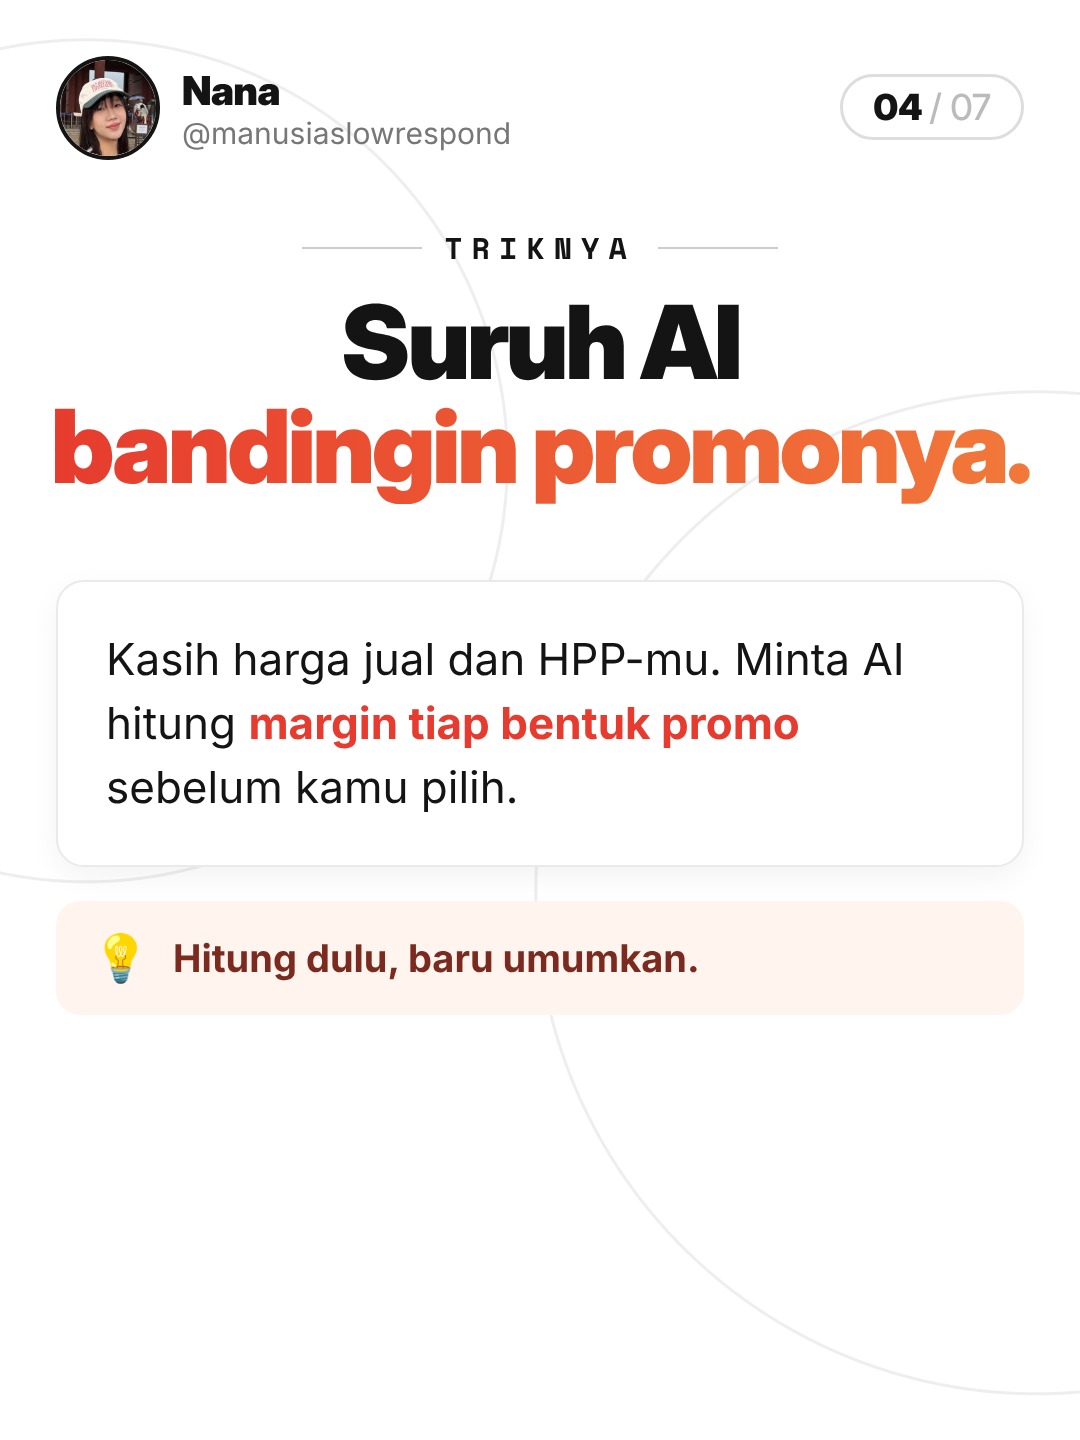 Nana
@manusiaslowrespond
04 / 07
TRIKNYA
Suruh AI
bandingin promonya.
Kasih harga jual dan HPP-mu. Minta AI
hitung margin tiap bentuk promo
sebelum kamu pilih.
Hitung dulu, baru umumkan.